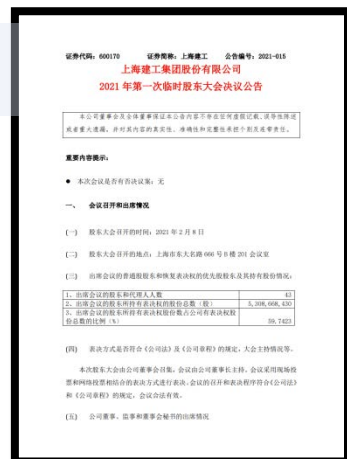 证券代码：600170 证券简称：上海建工 公告编号：2021-015
上海建工集团股份有限公司
2021 年第一次临时股东大会决议公告
本公司董事会及全体董事保证本公告内容不存在任何虚假记载、误导性陈述
或者重大遗漏，并对其内容的真实性、准确性和完整性承担个别及连带责任。
重要内容提示：
● 本次会议是否有否决议案：无
一、 会议召开和出席情况
(一) 股东大会召开的时间：2021 年 2 月 8 日
(二) 股东大会召开的地点：上海市东大名路 666 号 B 楼 201 会议室
(三) 出席会议的普通股股东和恢复表决权的优先股股东及其持有股份情况：
1、出席会议的股东和代理人人数 43
2、出席会议的股东所持有表决权的股份总数（股） 5,308,668,430
3、出席会议的股东所持有表决权股份数占公司有表决权股
份总数的比例（%） 59.7423
(四) 表决方式是否符合《公司法》及《公司章程》的规定，大会主持情况等。
本次股东大会由公司董事会召集，会议由公司董事长主持，会议采用现场投
票和网络投票相结合的表决方式进行表决。会议的召开和表决程序符合《公司法》
和《公司章程》的规定，会议合法有效。
(五) 公司董事、监事和董事会秘书的出席情况